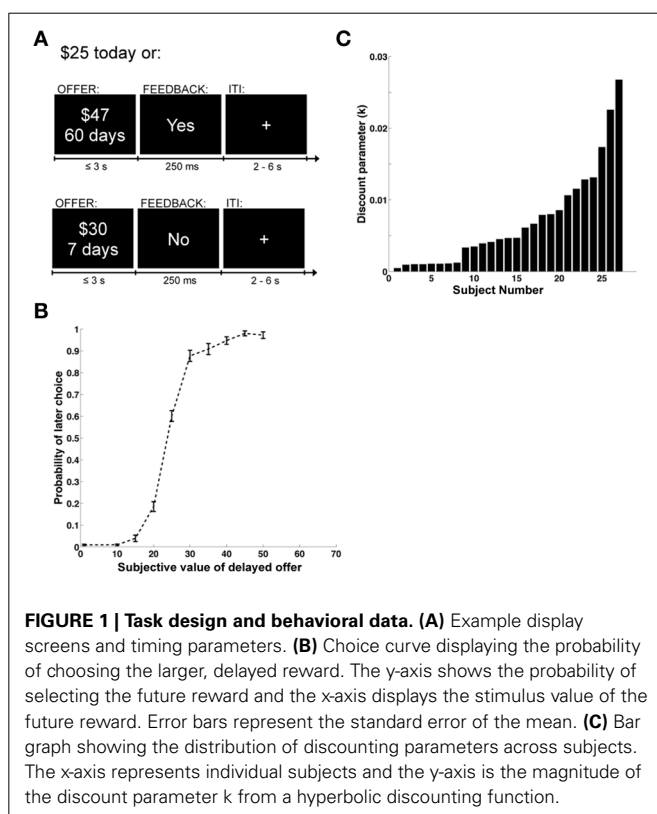 A
$25 today or:
OFFER: FEEDBACK: ITI:
$47
60 days
Yes
+
≤ 3 s 250 ms 2 - 6 s
OFFER: FEEDBACK: ITI:
$30
7 days
No
+
≤ 3 s 250 ms 2 - 6 s
C
0.03
0.02
0.01
0
Discount parameter (k)
0 5 10 15 20 25
Subject Number
B
1
0.9
0.8
0.7
0.6
0.5
0.4
0.3
0.2
0.1
0
Probability of later choice
0 10 20 30 40 50 60 70
Subjective value of delayed offer
FIGURE 1 | Task design and behavioral data. (A) Example display
screens and timing parameters. (B) Choice curve displaying the probability
of choosing the larger, delayed reward. The y-axis shows the probability of
selecting the future reward and the x-axis displays the stimulus value of the
future reward. Error bars represent the standard error of the mean. (C) Bar
graph showing the distribution of discounting parameters across subjects.
The x-axis represents individual subjects and the y-axis is the magnitude of
the discount parameter k from a hyperbolic discounting function.